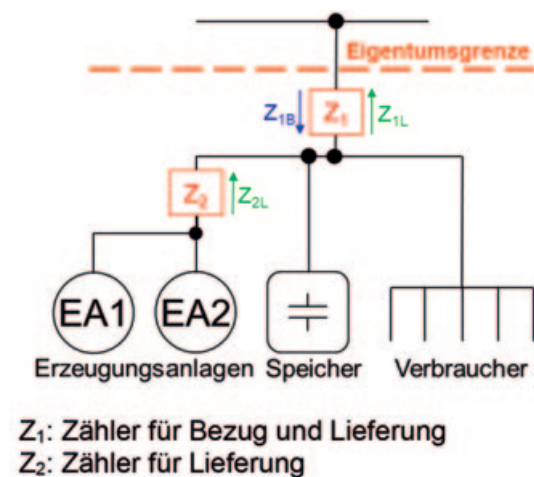 Eigentumsgrenze
Z1B Z1 Z1L
Z2 Z2L
EA1 EA2
Erzeugungsanlagen Speicher Verbraucher
Z1: Zähler für Bezug und Lieferung
Z2: Zähler für Lieferung